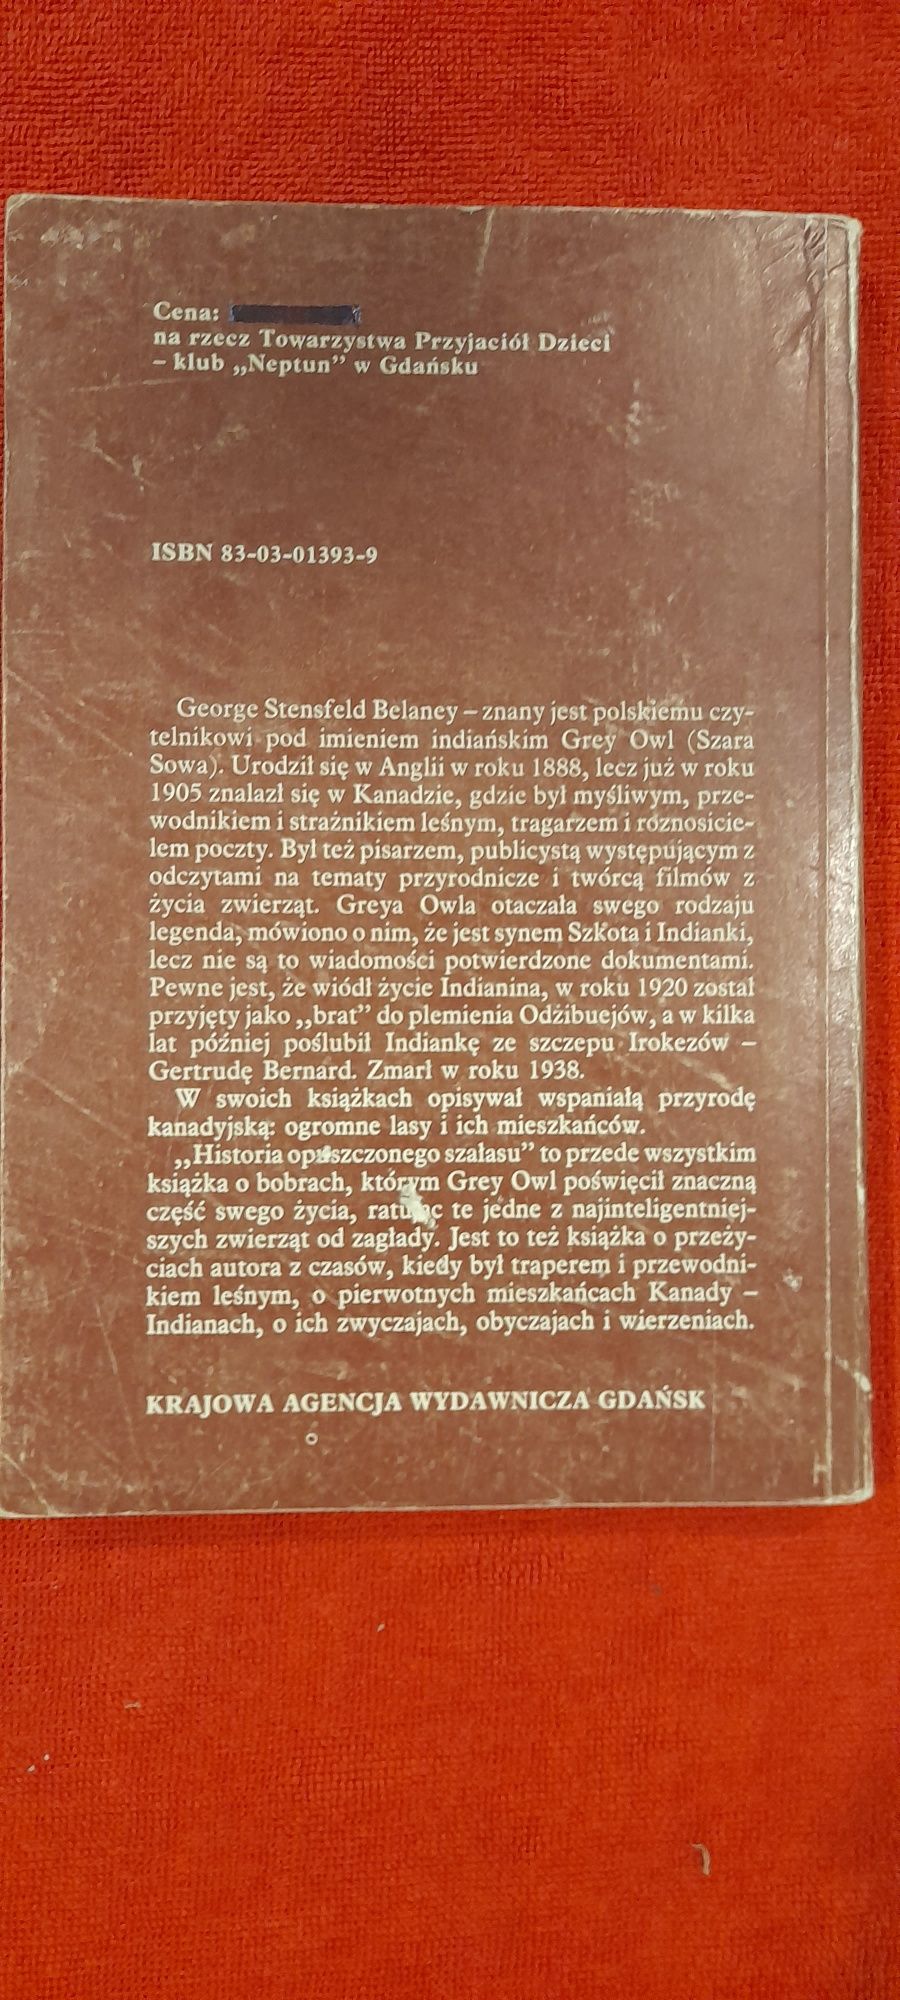 Cena:
na rzecz Towarzystwa Przyjaciół Dzieci
– klub „Neptun” w Gdańsku
ISBN 83-03-01393-9
George Stensfeld Belaney – znany jest polskiemu czy-
telnikowi pod imieniem indiańskim Grey Owl (Szara
Sowa). Urodził się w Anglii w roku 1888, lecz już w roku
1905 znalazł się w Kanadzie, gdzie był myśliwym, prze-
wodnikiem i strażnikiem leśnym, tragarzem i roznosicie-
lem poczty. Był też pisarzem, publicystą występującym z
odczytami na tematy przyrodnicze i twórcą filmów z
życia zwierząt. Greya Owla otaczała swego rodzaju
legenda, mówiono o nim, że jest synem Szkota i Indianki,
lecz nie są to wiadomości potwierdzone dokumentami.
Pewne jest, że wiódł życie Indianina, w roku 1920 został
przyjęty jako „brat” do plemienia Odżibuejów, a w kilka
lat później poślubił Indiankę ze szczepu Irokezów –
Gertrudę Bernard. Zmarł w roku 1938.
W swoich książkach opisywał wspaniałą przyrodę
kanadyjską: ogromne lasy i ich mieszkańców.
„Historia opuszczonego szałasu” to przede wszystkim
książka o bobrach, którym Grey Owl poświęcił znaczną
część swego życia, ratując te jedne z najinteligentniej-
szych zwierząt od zagłady. Jest to też książka o przeży-
ciach autora z czasów, kiedy był traperem i przewodni-
kiem leśnym, o pierwotnych mieszkańcach Kanady –
Indianach, o ich zwyczajach, obyczajach i wierzeniach.
KRAJOWA AGENCJA WYDAWNICZA GDAŃSK